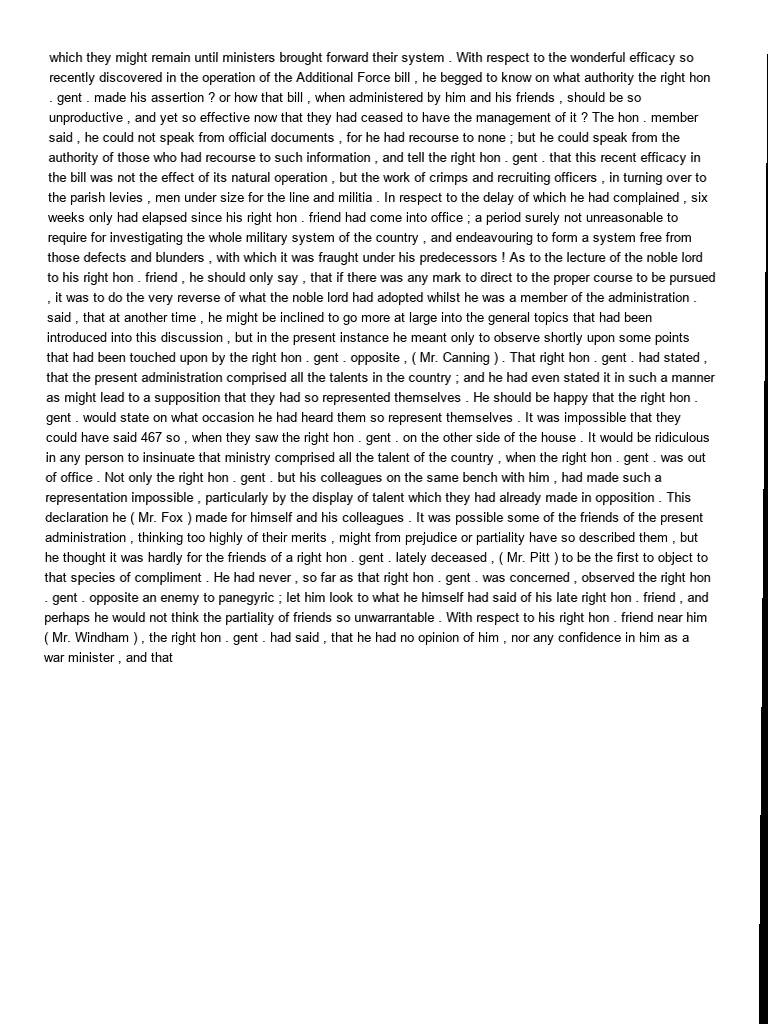 which they might remain until ministers brought forward their system . With respect to the wonderful efficacy so
recently discovered in the operation of the Additional Force bill , he begged to know on what authority the right hon
. gent . made his assertion ? or how that bill , when administered by him and his friends , should be so
unproductive , and yet so effective now that they had ceased to have the management of it ? The hon . member
said , he could not speak from official documents , for he had recourse to none ; but he could speak from the
authority of those who had recourse to such information , and tell the right hon . gent . that this recent efficacy in
the bill was not the effect of its natural operation , but the work of crimps and recruiting officers , in turning over to
the parish levies , men under size for the line and militia . In respect to the delay of which he had complained , six
weeks only had elapsed since his right hon . friend had come into office ; a period surely not unreasonable to
require for investigating the whole military system of the country , and endeavouring to form a system free from
those defects and blunders , with which it was fraught under his predecessors ! As to the lecture of the noble lord
to his right hon . friend , he should only say , that if there was any mark to direct to the proper course to be pursued
, it was to do the very reverse of what the noble lord had adopted whilst he was a member of the administration .
said , that at another time , he might be inclined to go more at large into the general topics that had been
introduced into this discussion , but in the present instance he meant only to observe shortly upon some points
that had been touched upon by the right hon . gent . opposite , ( Mr. Canning ) . That right hon . gent . had stated ,
that the present administration comprised all the talents in the country ; and he had even stated it in such a manner
as might lead to a supposition that they had so represented themselves . He should be happy that the right hon .
gent . would state on what occasion he had heard them so represent themselves . It was impossible that they
could have said 467 so , when they saw the right hon . gent . on the other side of the house . It would be ridiculous
in any person to insinuate that ministry comprised all the talent of the country , when the right hon . gent . was out
of office . Not only the right hon . gent . but his colleagues on the same bench with him , had made such a
representation impossible , particularly by the display of talent which they had already made in opposition . This
declaration he ( Mr. Fox ) made for himself and his colleagues . It was possible some of the friends of the present
administration , thinking too highly of their merits , might from prejudice or partiality have so described them , but
he thought it was hardly for the friends of a right hon . gent . lately deceased , ( Mr. Pitt ) to be the first to object to
that species of compliment . He had never , so far as that right hon . gent . was concerned , observed the right hon
. gent . opposite an enemy to panegyric ; let him look to what he himself had said of his late right hon . friend , and
perhaps he would not think the partiality of friends so unwarrantable . With respect to his right hon . friend near him
( Mr. Windham ) , the right hon . gent . had said , that he had no opinion of him , nor any confidence in him as a
war minister , and that